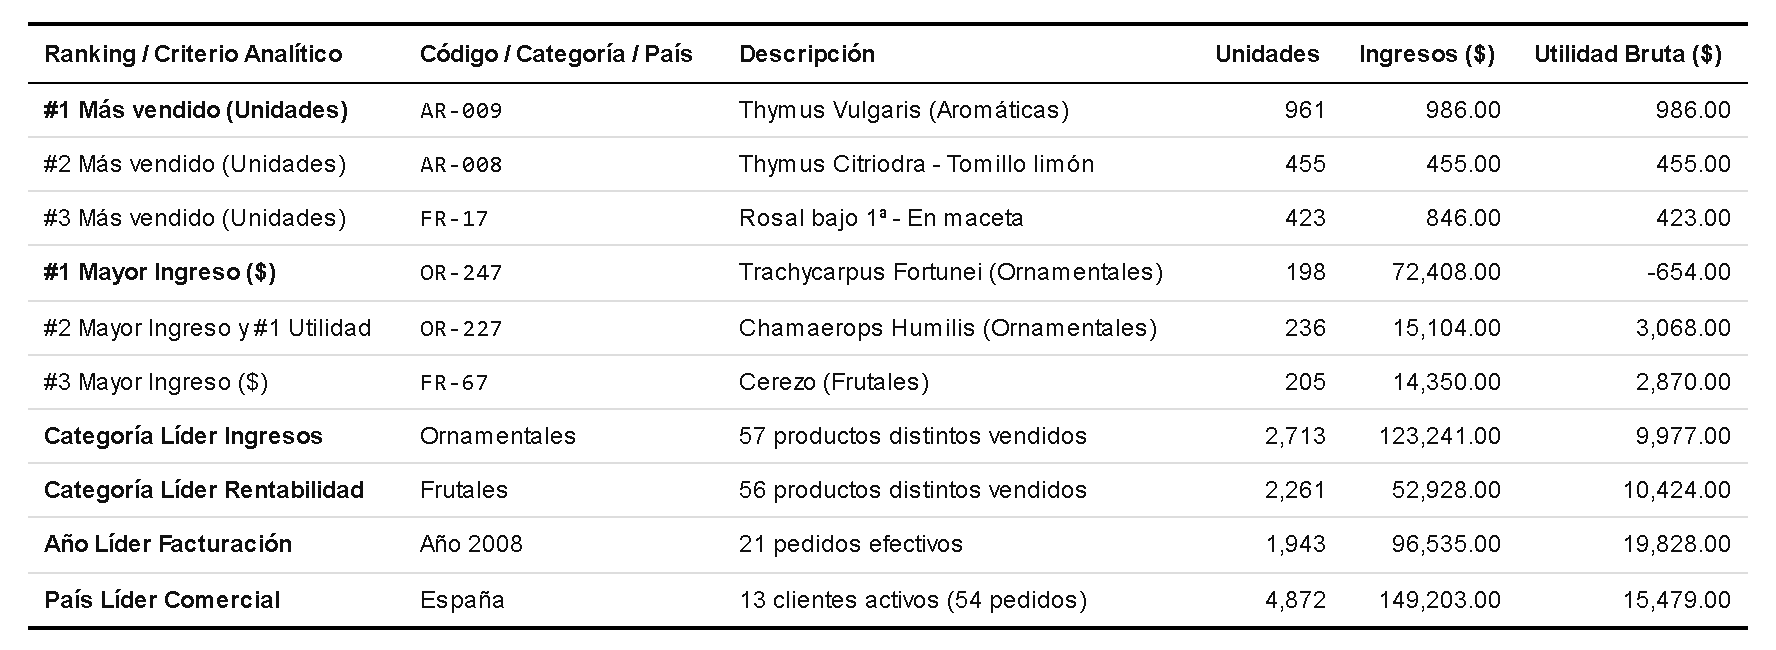 Ranking / Criterio Analítico Código / Categoría / País Descripción Unidades Ingresos ($) Utilidad Bruta ($)
#1 Más vendido (Unidades) AR-009 Thymus Vulgaris (Aromáticas) 961 986.00 986.00
#2 Más vendido (Unidades) AR-008 Thymus Citriodra - Tomillo limón 455 455.00 455.00
#3 Más vendido (Unidades) FR-17 Rosal bajo 1ª - En maceta 423 846.00 423.00
#1 Mayor Ingreso ($) OR-247 Trachycarpus Fortunei (Ornamentales) 198 72,408.00 -654.00
#2 Mayor Ingreso y #1 Utilidad OR-227 Chamaerops Humilis (Ornamentales) 236 15,104.00 3,068.00
#3 Mayor Ingreso ($) FR-67 Cerezo (Frutales) 205 14,350.00 2,870.00
Categoría Líder Ingresos Ornamentales 57 productos distintos vendidos 2,713 123,241.00 9,977.00
Categoría Líder Rentabilidad Frutales 56 productos distintos vendidos 2,261 52,928.00 10,424.00
Año Líder Facturación Año 2008 21 pedidos efectivos 1,943 96,535.00 19,828.00
País Líder Comercial España 13 clientes activos (54 pedidos) 4,872 149,203.00 15,479.00